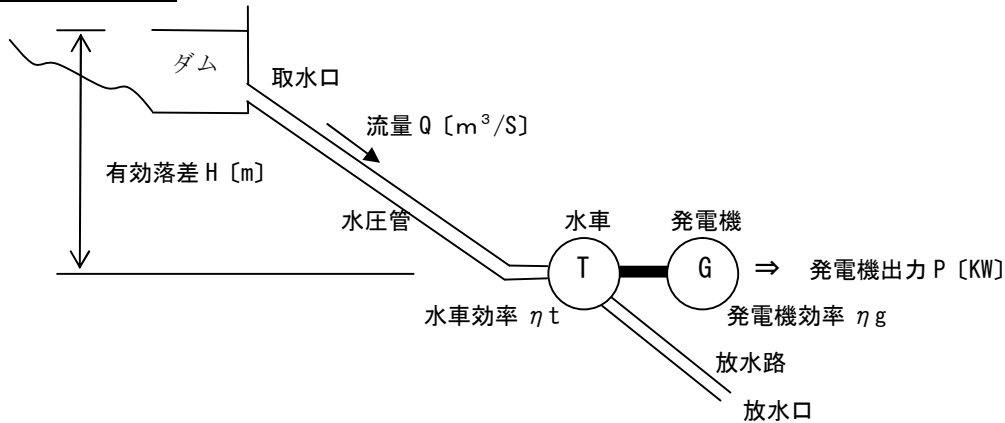 ダム
取水口
流量 Q〔ｍ³/S〕
有効落差 H〔m〕
水圧管
水車
発電機
T
G
⇒
発電機出力 P〔KW〕
水車効率 ηt
発電機効率 ηg
放水路
放水口